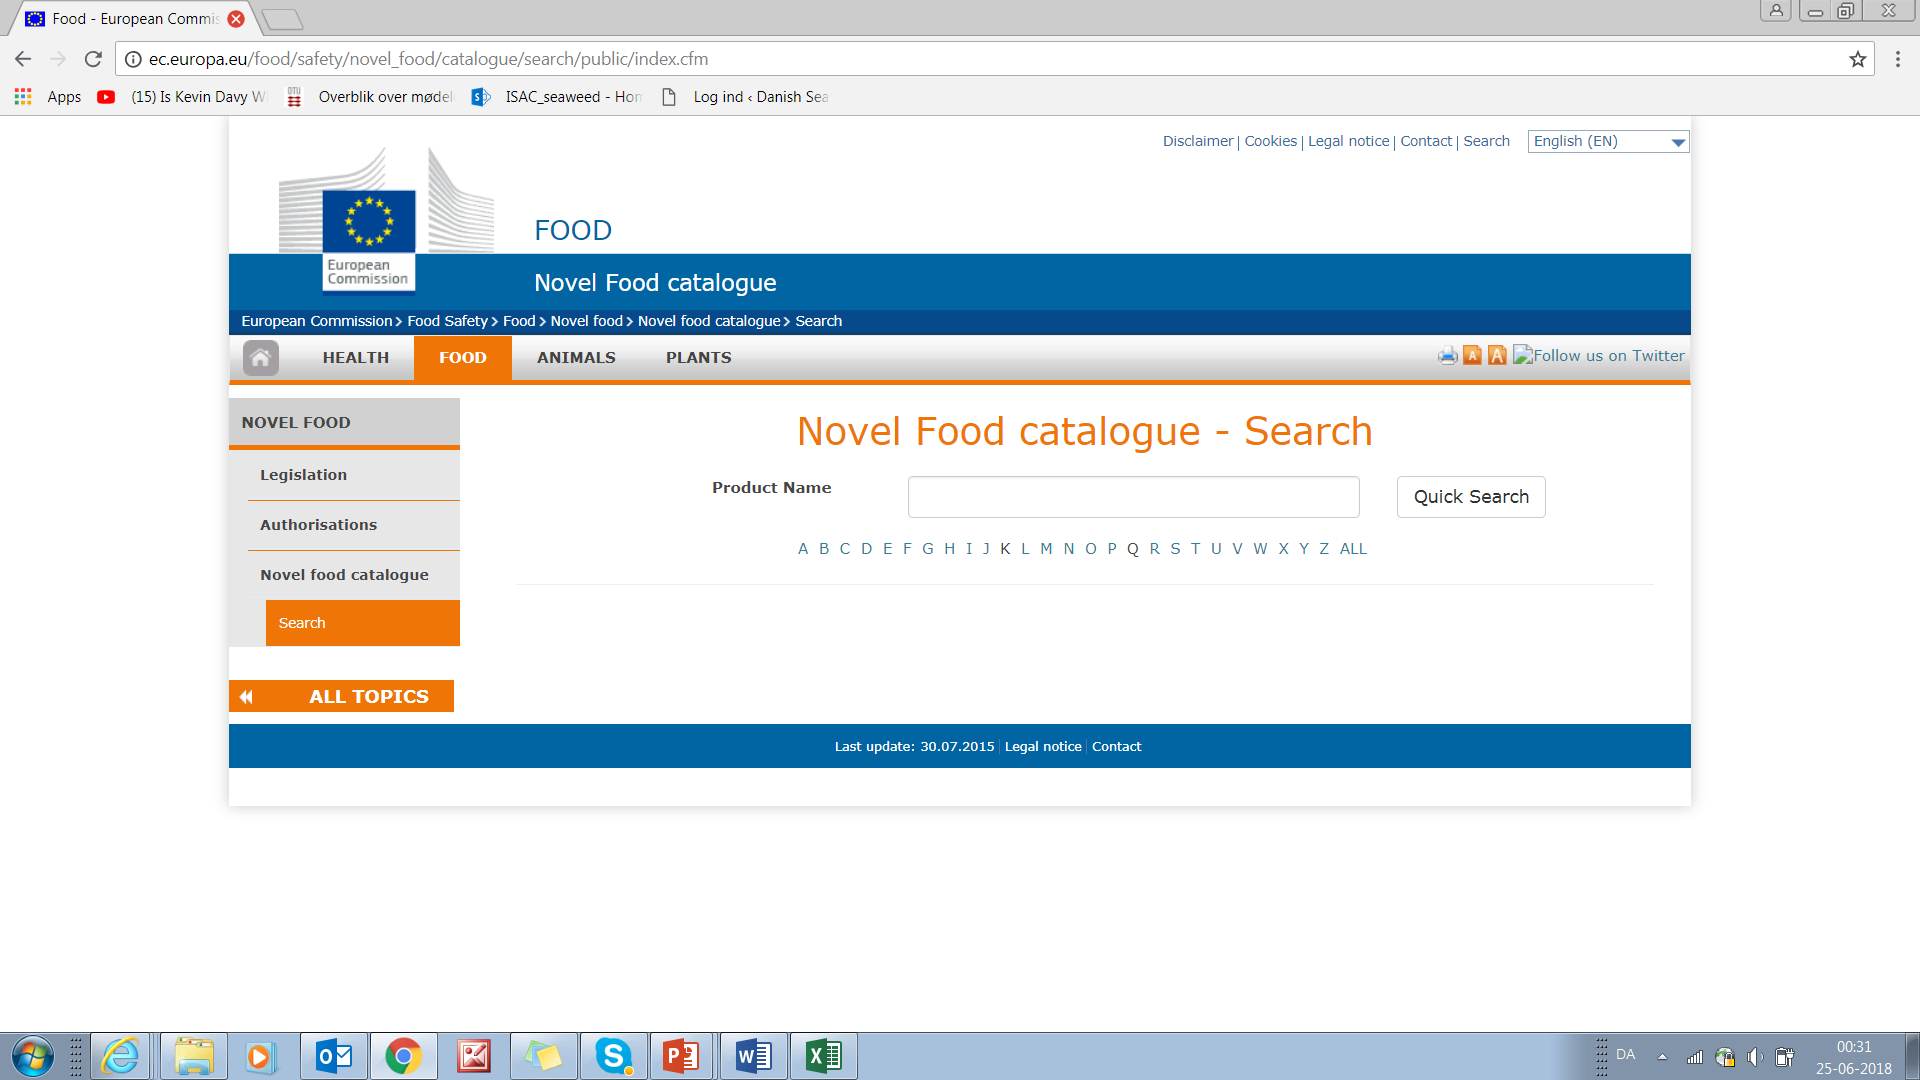 Food - European Commis
ec.europa.eu/food/safety/novel_food/catalogue/search/public/index.cfm
Apps (15) Is Kevin Davy W DTU Overblik over mødel ISAC_seaweed - Hom Log ind ‹ Danish Sea
Disclaimer | Cookies | Legal notice | Contact | Search English (EN)
FOOD
European
Commission
Novel Food catalogue
European Commission > Food Safety > Food > Novel food > Novel food catalogue > Search
HEALTH FOOD ANIMALS PLANTS A A Follow us on Twitter
NOVEL FOOD
Legislation
Authorisations
Novel food catalogue
Search
ALL TOPICS
Novel Food catalogue - Search
Product Name Quick Search
A B C D E F G H I J K L M N O P Q R S T U V W X Y Z ALL
Last update: 30.07.2015 | Legal notice | Contact
DA
00:31
25-06-2018